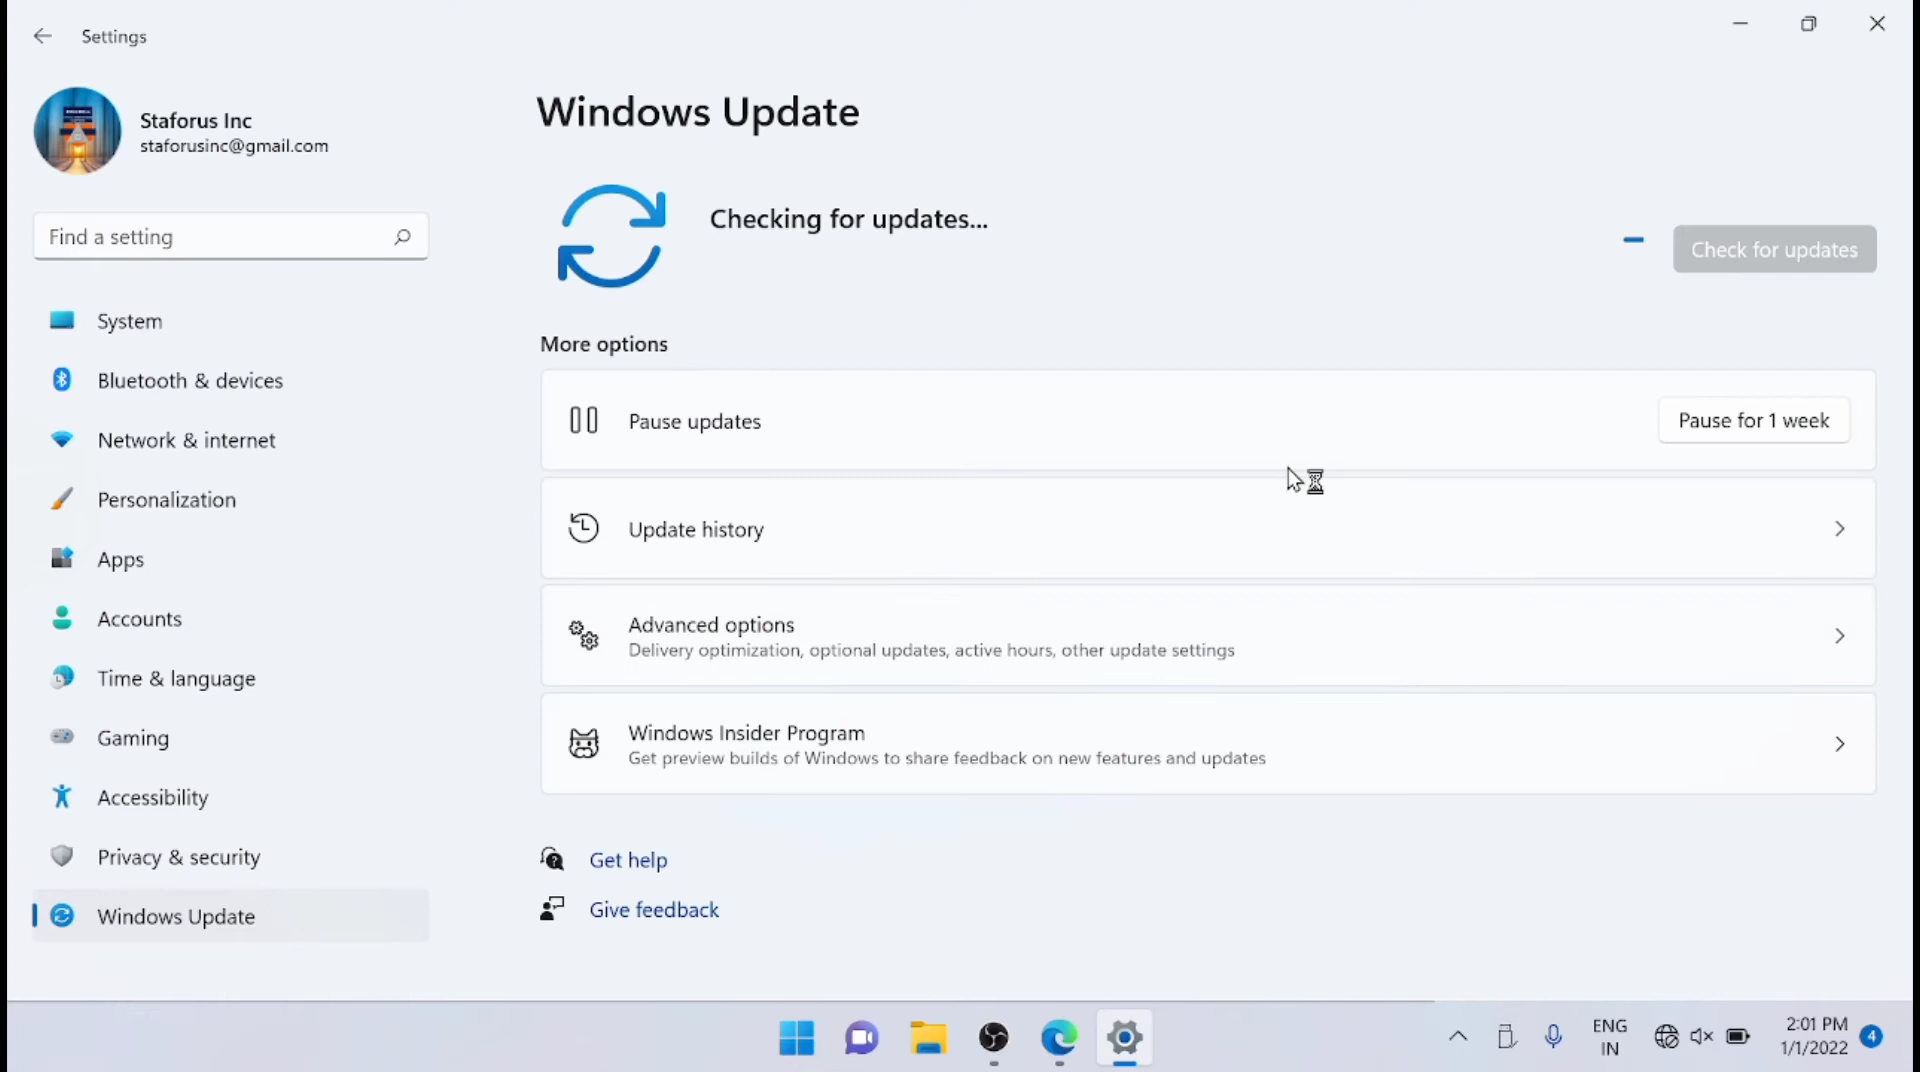 Settings
Staforus Inc
staforusinc@gmail.com
Find a setting
System
Bluetooth & devices
Network & internet
Personalization
Apps
Accounts
Time & language
Gaming
Accessibility
Privacy & security
Windows Update
Windows Update
Checking for updates...
Check for updates
More options
Pause updates
Pause for 1 week
Update history
Advanced options
Delivery optimization, optional updates, active hours, other update settings
Windows Insider Program
Get preview builds of Windows to share feedback on new features and updates
Get help
Give feedback
ENG
IN
2:01 PM
1/1/2022
4